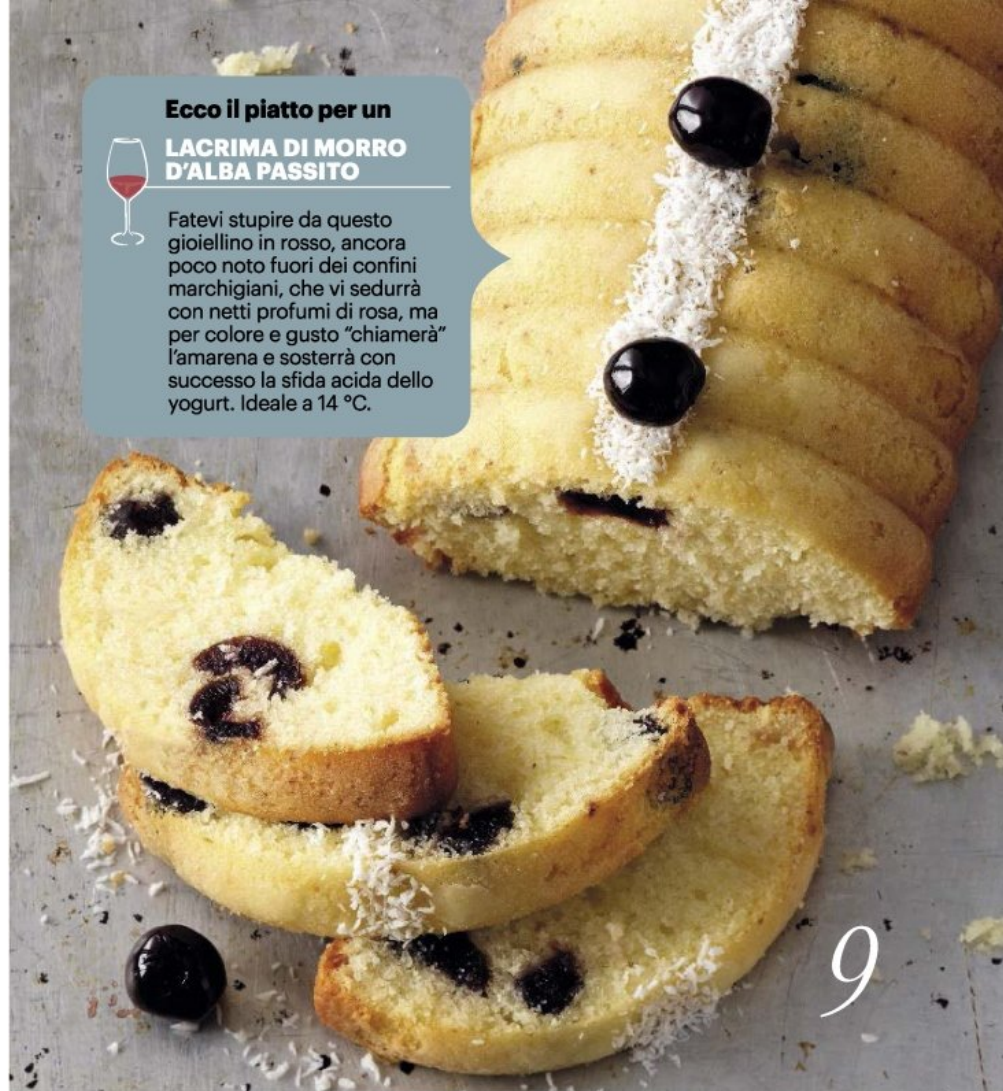 Ecco il piatto per un
LACRIMA DI MORRO
D'ALBA PASSITO
Fatevi stupire da questo
gioiellino in rosso, ancora
poco noto fuori dei confini
marchigiani, che vi sedurrà
con netti profumi di rosa, ma
per colore e gusto “chiamerà”
l'amarena e sosterrà con
successo la sfida acida dello
yogurt. Ideale a 14 °C.
9